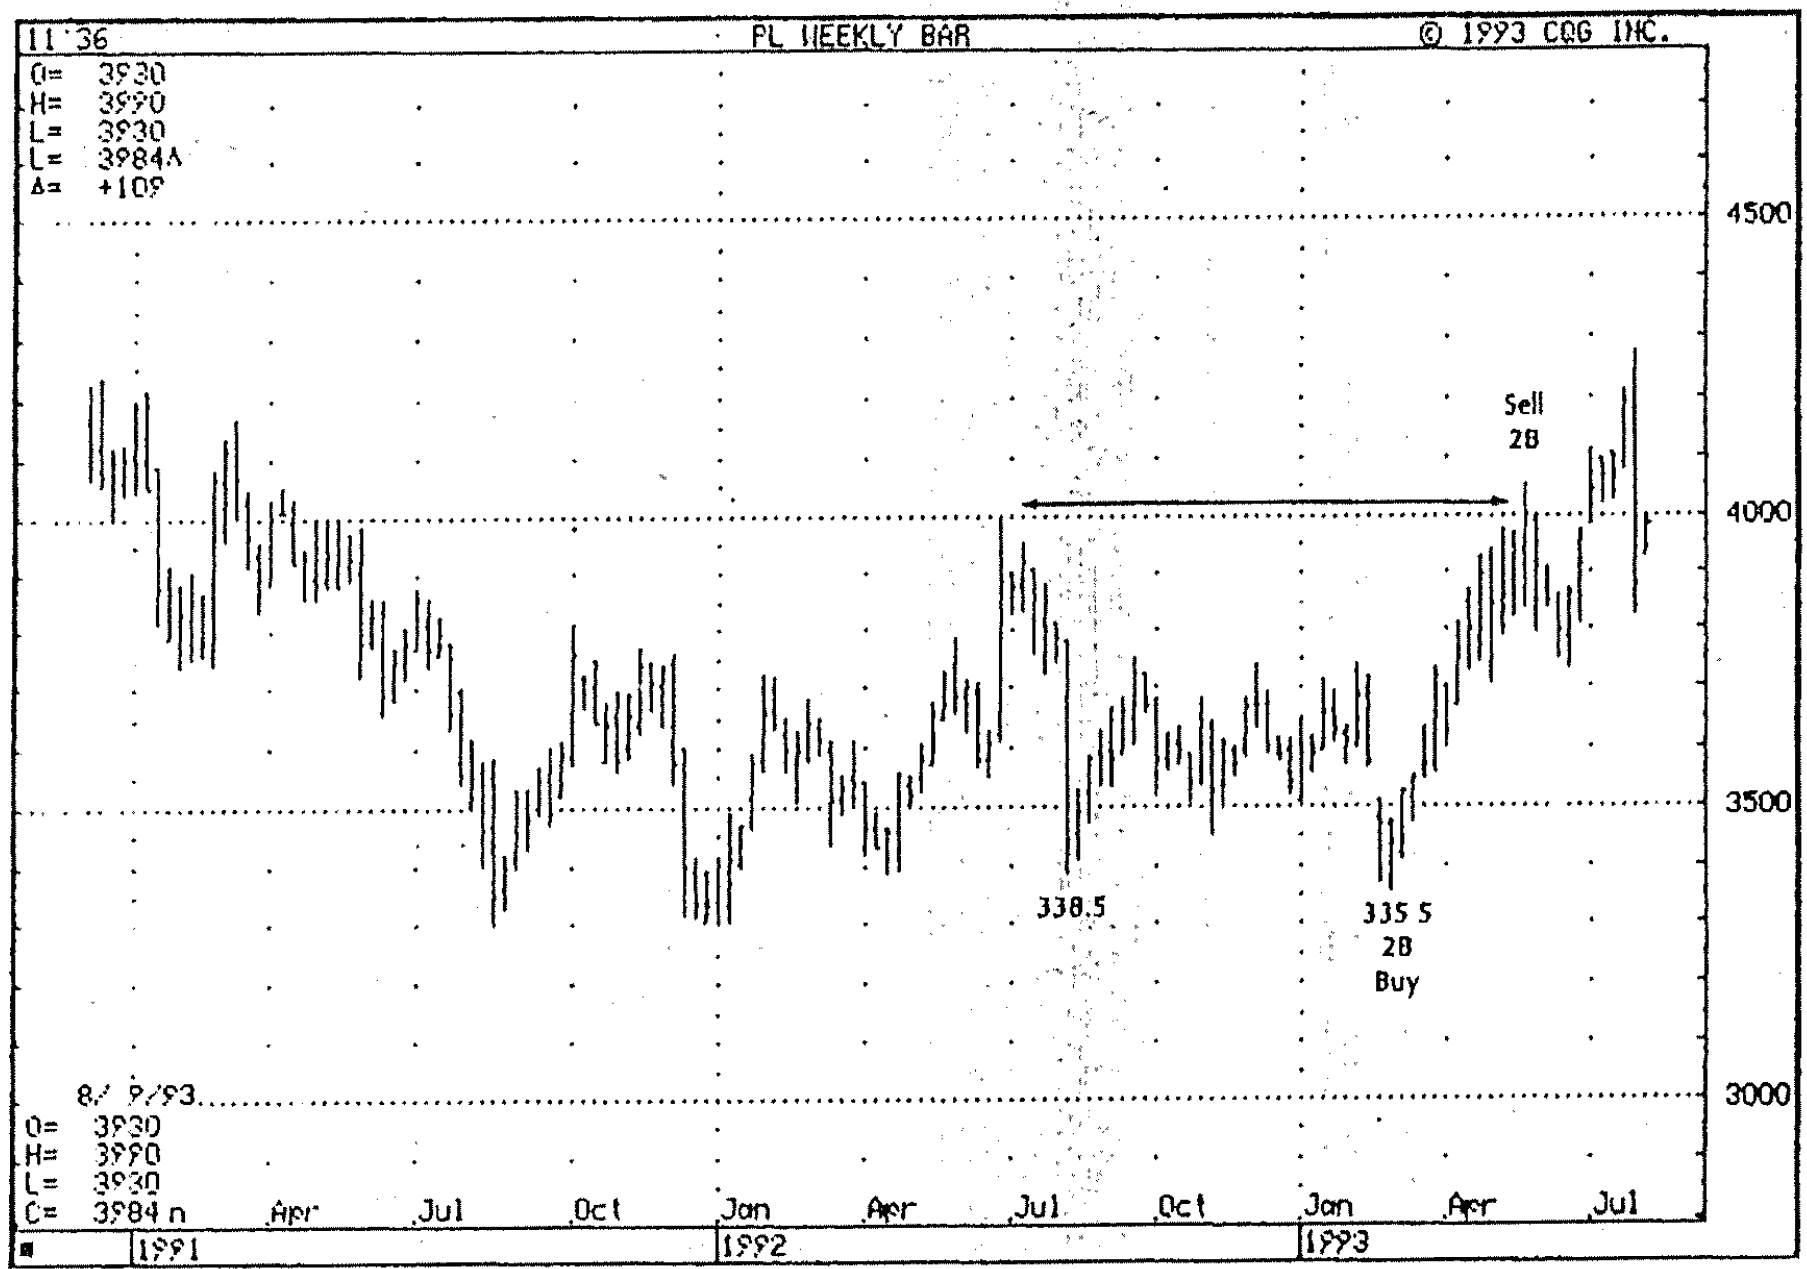 11:36 PL WEEKLY BAR © 1993 CQG INC.
O= 3930
H= 3990
L= 3930
L= 3984Λ
Δ= +109
4500
Sell
2B
4000
3500
338.5
335 5
2B
Buy
8/ 9/93
3000
O= 3930
H= 3990
L= 3930
C= 3984 n Apr Jul Oct Jan Apr Jul Oct Jan Apr Jul
1991 1992 1993